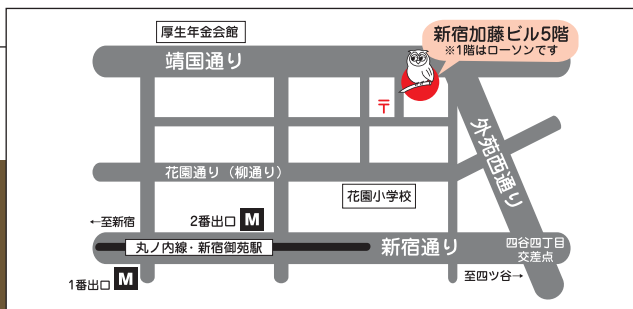 厚生年金会館
新宿加藤ビル5階
※1階はローソンです
靖国通り
〒
外苑西通り
花園通り（柳通り）
花園小学校
←至新宿
2番出口 M
丸ノ内線・新宿御苑駅
新宿通り
四谷四丁目
交差点
1番出口 M
至四ツ谷→